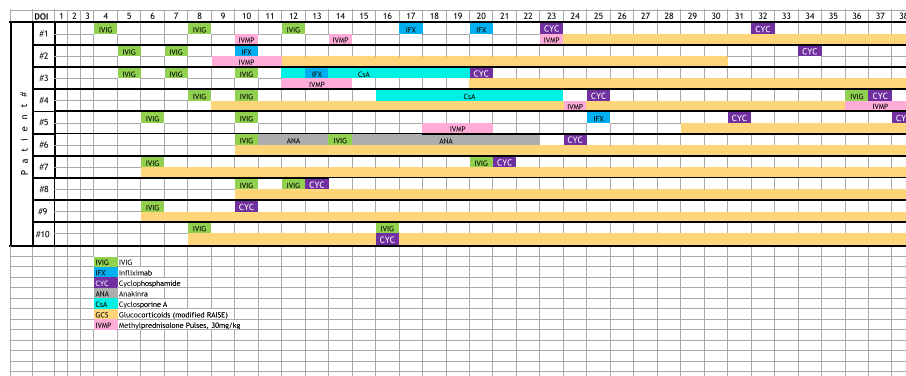 DOI 1 2 3 4 5 6 7 8 9 10 11 12 13 14 15 16 17 18 19 20 21 22 23 24 25 26 27 28 29 30 31 32 33 34 35 36 37 38
Patient #
#1 IVIG IVIG IVIG IFX IFX CYC CYC
IVMP IVMP IVMP
#2 IVIG IVIG IFX CYC
IVMP
#3 IVIG IVIG IVIG IFX CsA CYC
IVMP
#4 IVIG IVIG CsA CYC IVIG CYC
IVMP IVMP
#5 IVIG IVIG IFX CYC CY
IVMP
#6 IVIG ANA IVIG ANA CYC
#7 IVIG IVIG CYC
#8 IVIG IVIG CYC
#9 IVIG CYC
#10 IVIG IVIG
CYC
IVIG IVIG
IFX Infliximab
CYC Cyclophosphamide
ANA Anakinra
CsA Cyclosporine A
GCS Glucocorticoids (modified RAISE)
IVMP Methylprednisolone Pulses, 30mg/kg